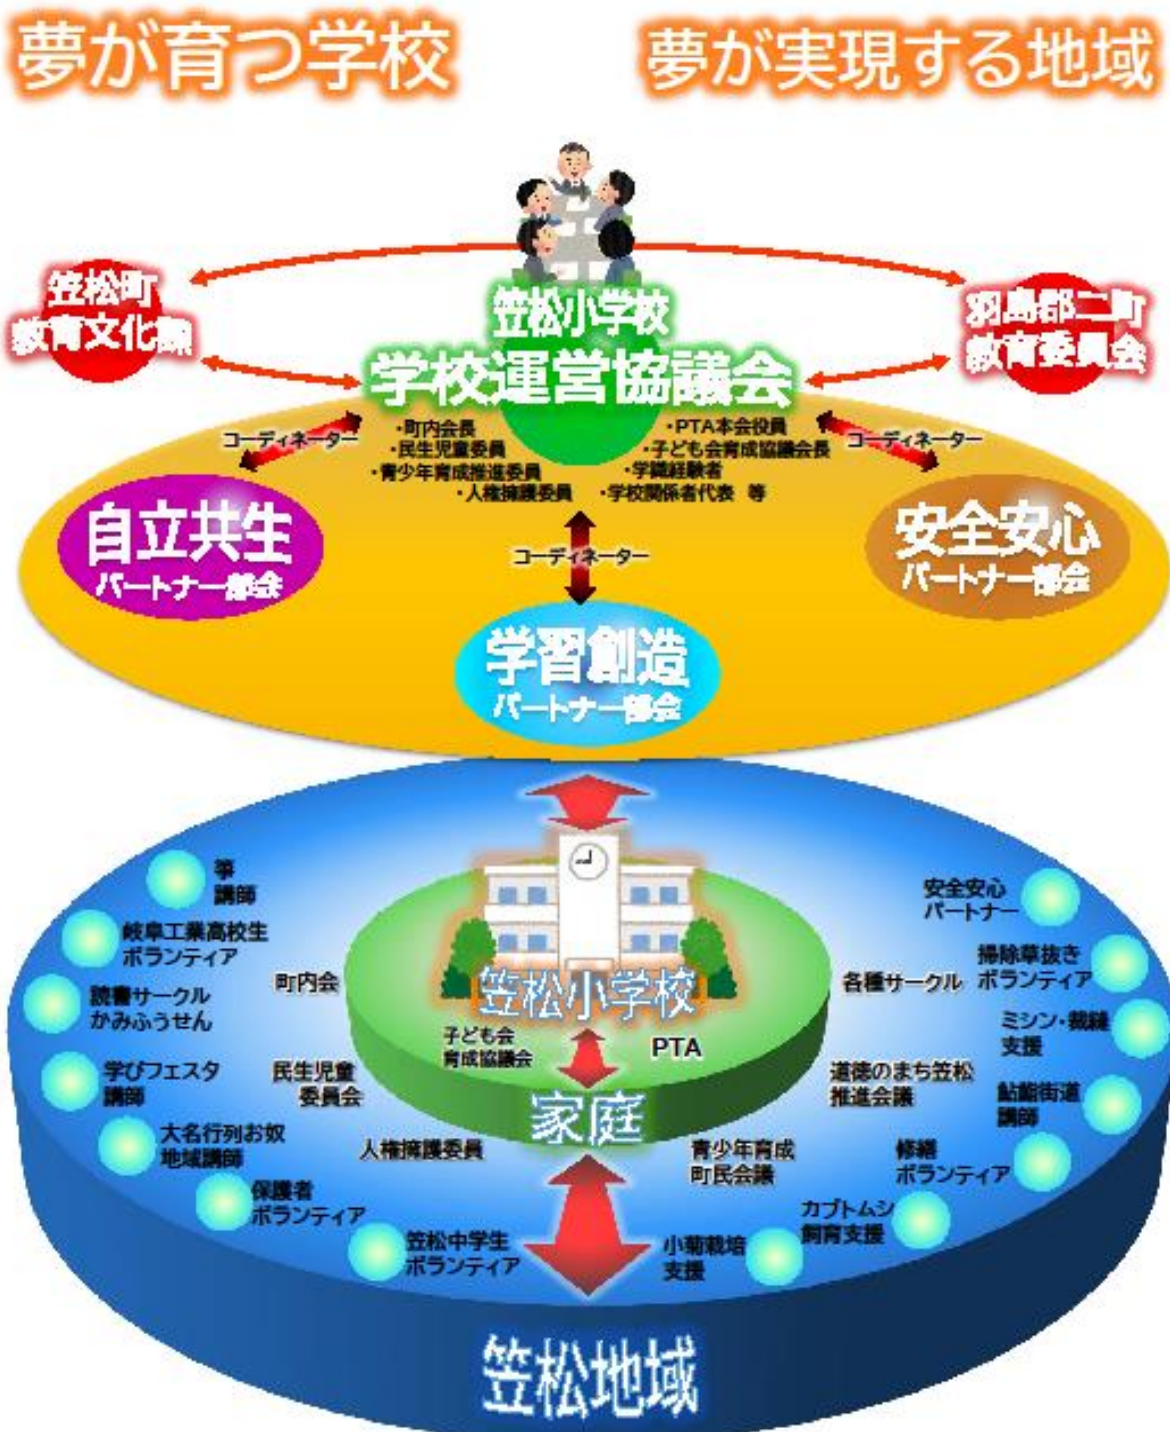 夢が育つ学校
夢が実現する地域
笠松町
教育文化課
笠松小学校
学校運営協議会
羽島郡二町
教育委員会
コーディネーター
・町内会長
・民生児童委員
・青少年育成推進委員
・人権擁護委員
・PTA本会役員
・子ども会育成協議会長
・学識経験者
・学校関係者代表 等
コーディネーター
自立共生
パートナー部会
コーディネーター
安全安心
パートナー部会
学習創造
パートナー部会
箏
講師
岐阜工業高校生
ボランティア
読書サークル
かみふうせん
学びフェスタ
講師
大名行列お奴
地域講師
保護者
ボランティア
笠松中学生
ボランティア
町内会
民生児童
委員会
人権擁護委員
笠松小学校
子ども会
育成協議会
PTA
家庭
各種サークル
道徳のまち笠松
推進会議
青少年育成
町民会議
安全安心
パートナー
掃除草抜き
ボランティア
ミシン・裁縫
支援
鮎鮨街道
講師
修繕
ボランティア
カブトムシ
飼育支援
小菊栽培
支援
笠松地域